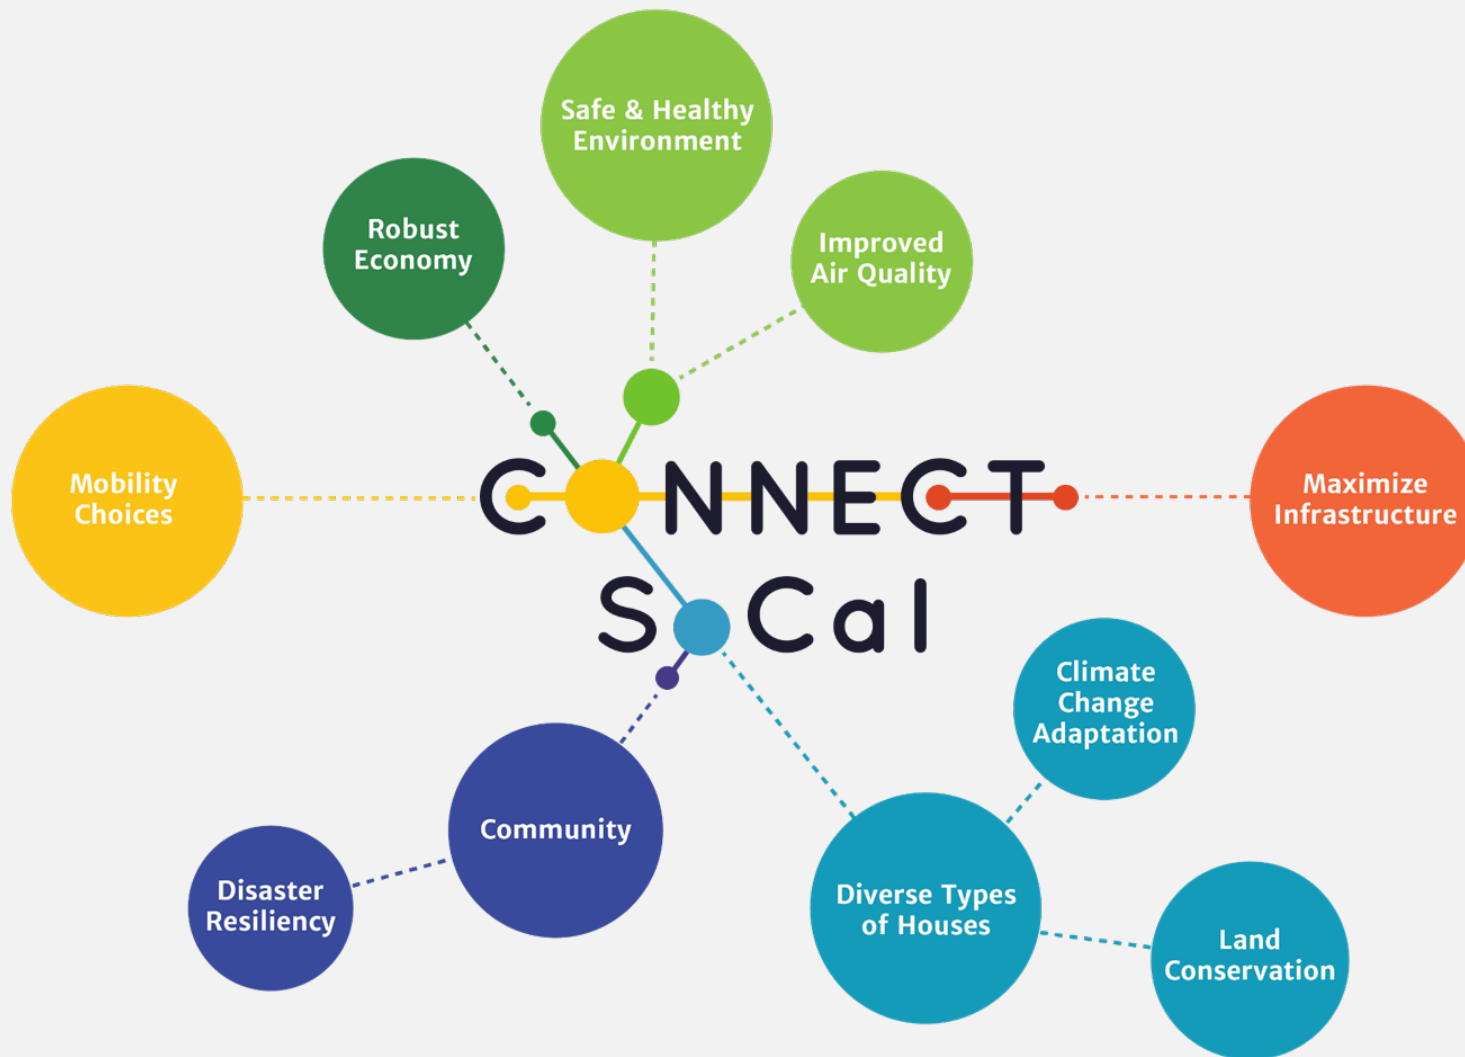 Safe & Healthy
Environment
Robust
Economy
Improved
Air Quality
Mobility
Choices
CONNECT
SoCal
Maximize
Infrastructure
Climate
Change
Adaptation
Community
Disaster
Resiliency
Diverse Types
of Houses
Land
Conservation